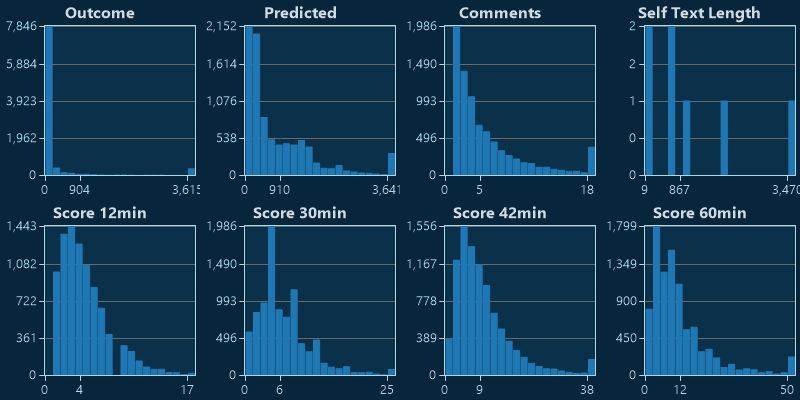 Outcome
7,846
5,884
3,923
1,962
0
0 904 3,615
Predicted
2,152
1,614
1,076
538
0
0 910 3,641
Comments
1,986
1,490
993
496
0
0 5 18
Self Text Length
2
2
1
0
0
9 867 3,470
Score 12min
1,443
1,082
722
361
0
0 4 17
Score 30min
1,986
1,490
993
496
0
0 6 25
Score 42min
1,556
1,167
778
389
0
0 9 38
Score 60min
1,799
1,349
900
450
0
0 12 50